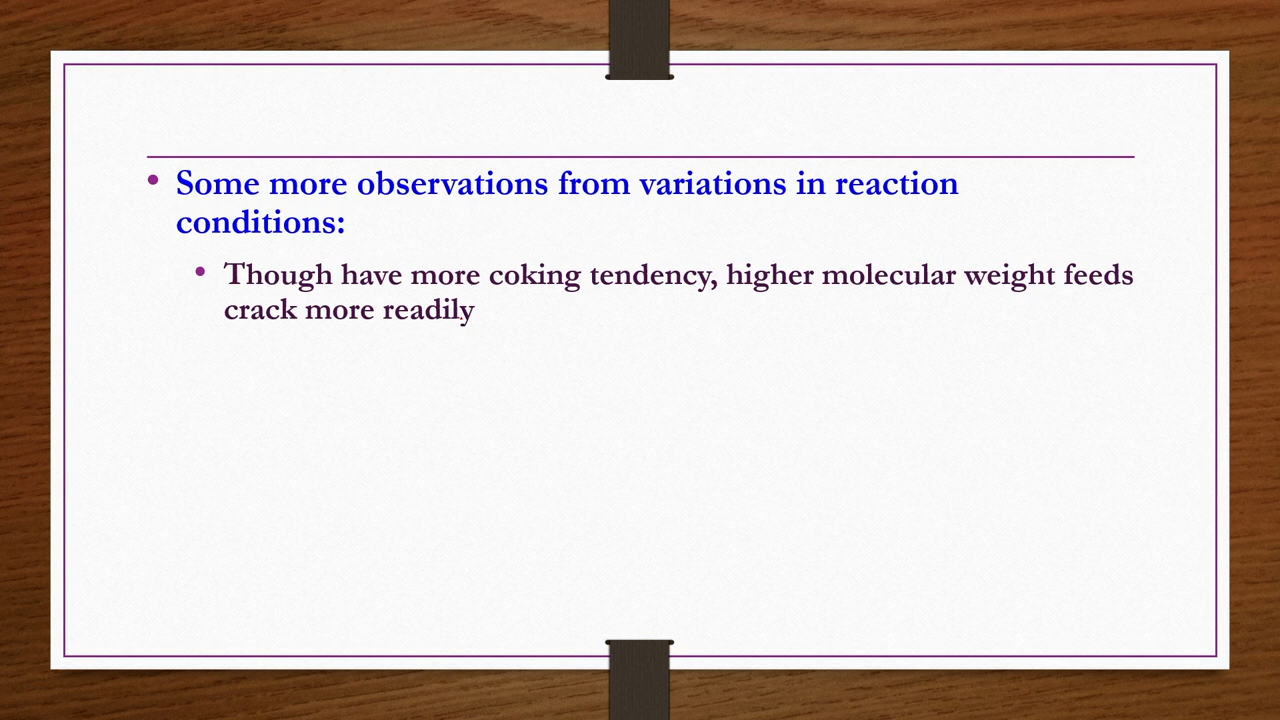 • Some more observations from variations in reaction
conditions:
• Though have more coking tendency, higher molecular weight feeds
crack more readily